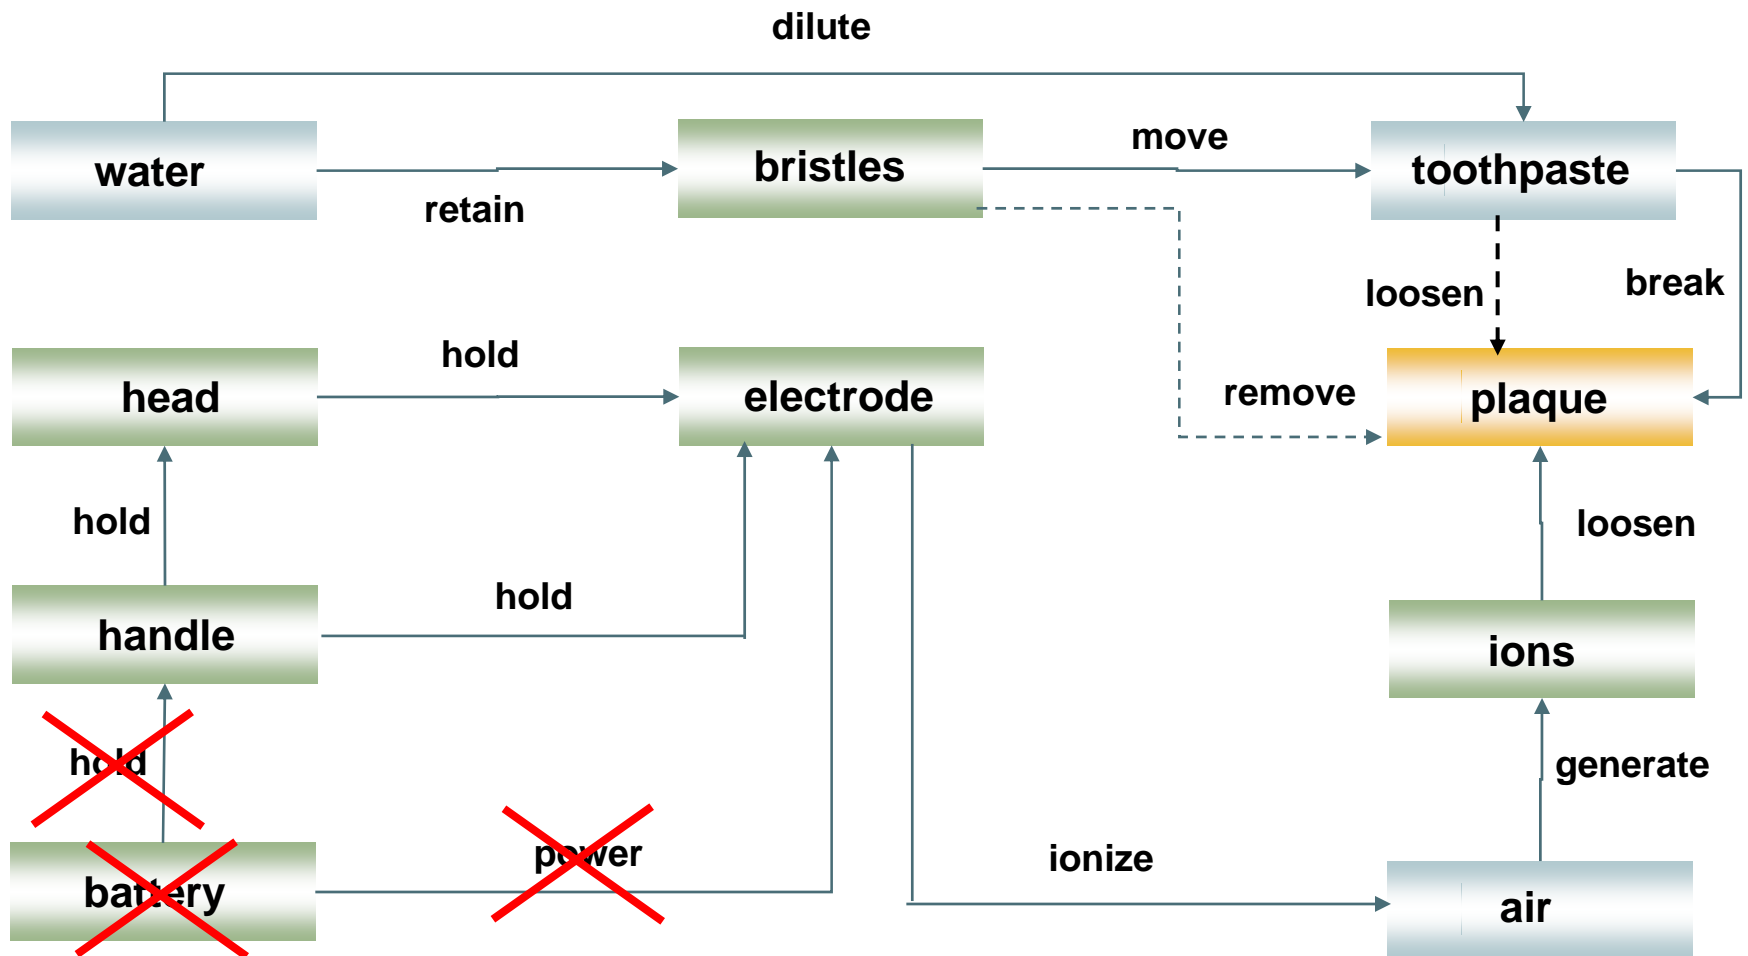 dilute
water
bristles
move
toothpaste
retain
loosen
break
head
hold
electrode
remove
plaque
hold
loosen
handle
hold
ions
hold
generate
battery
power
ionize
air